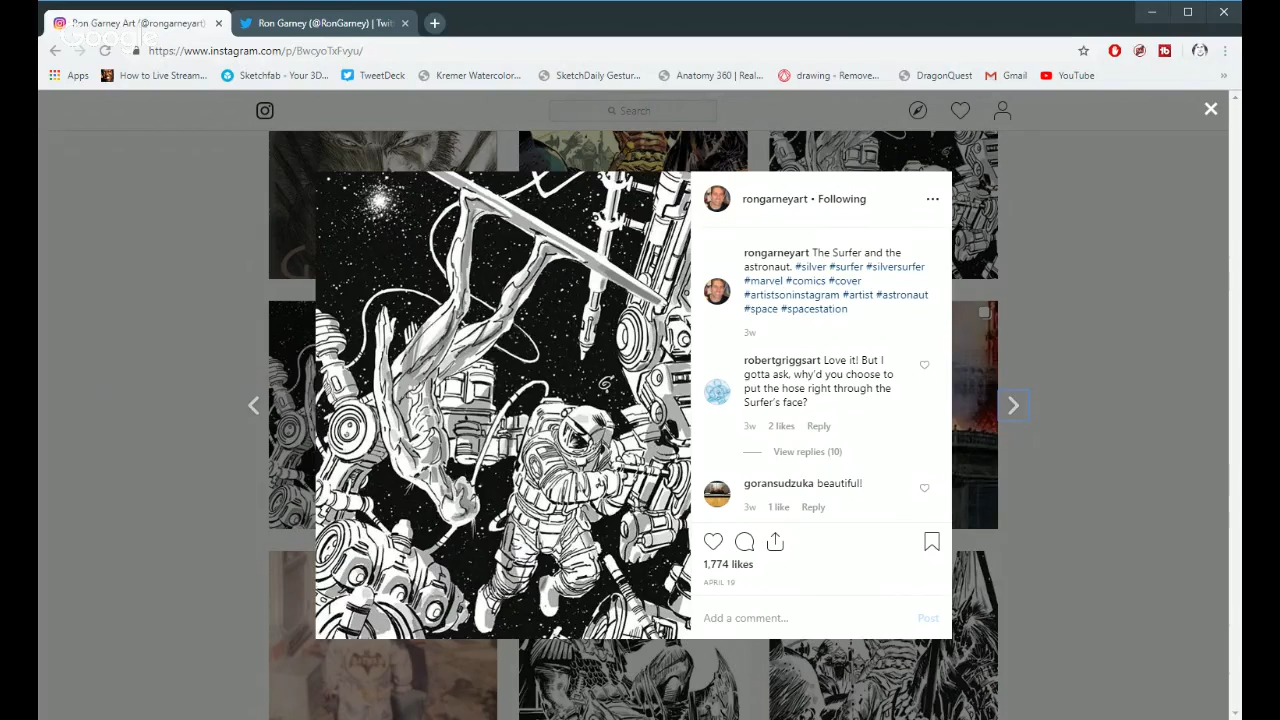 Ron Garney Art (@rongarneyart)
Ron Garney (@RonGarney) | Twit
Google
https://www.instagram.com/p/BwcyoTxFvyu/
Apps
How to Live Stream...
Sketchfab - Your 3D...
TweetDeck
Kremer Watercolor...
SketchDaily Gestur...
Anatomy 360 | Real...
drawing - Remove...
DragonQuest
Gmail
YouTube
Search
rongarneyart • Following
rongarneyart The Surfer and the
astronaut. #silver #surfer #silversurfer
#marvel #comics #cover
#artistsoninstagram #artist #astronaut
#space #spacestation
3w
robertgriggsart Love it! But I
gotta ask, why'd you choose to
put the hose right through the
Surfer's face?
3w 2 likes Reply
View replies (10)
goransudzuka beautiful!
3w 1 like Reply
1,774 likes
APRIL 19
Add a comment... Post